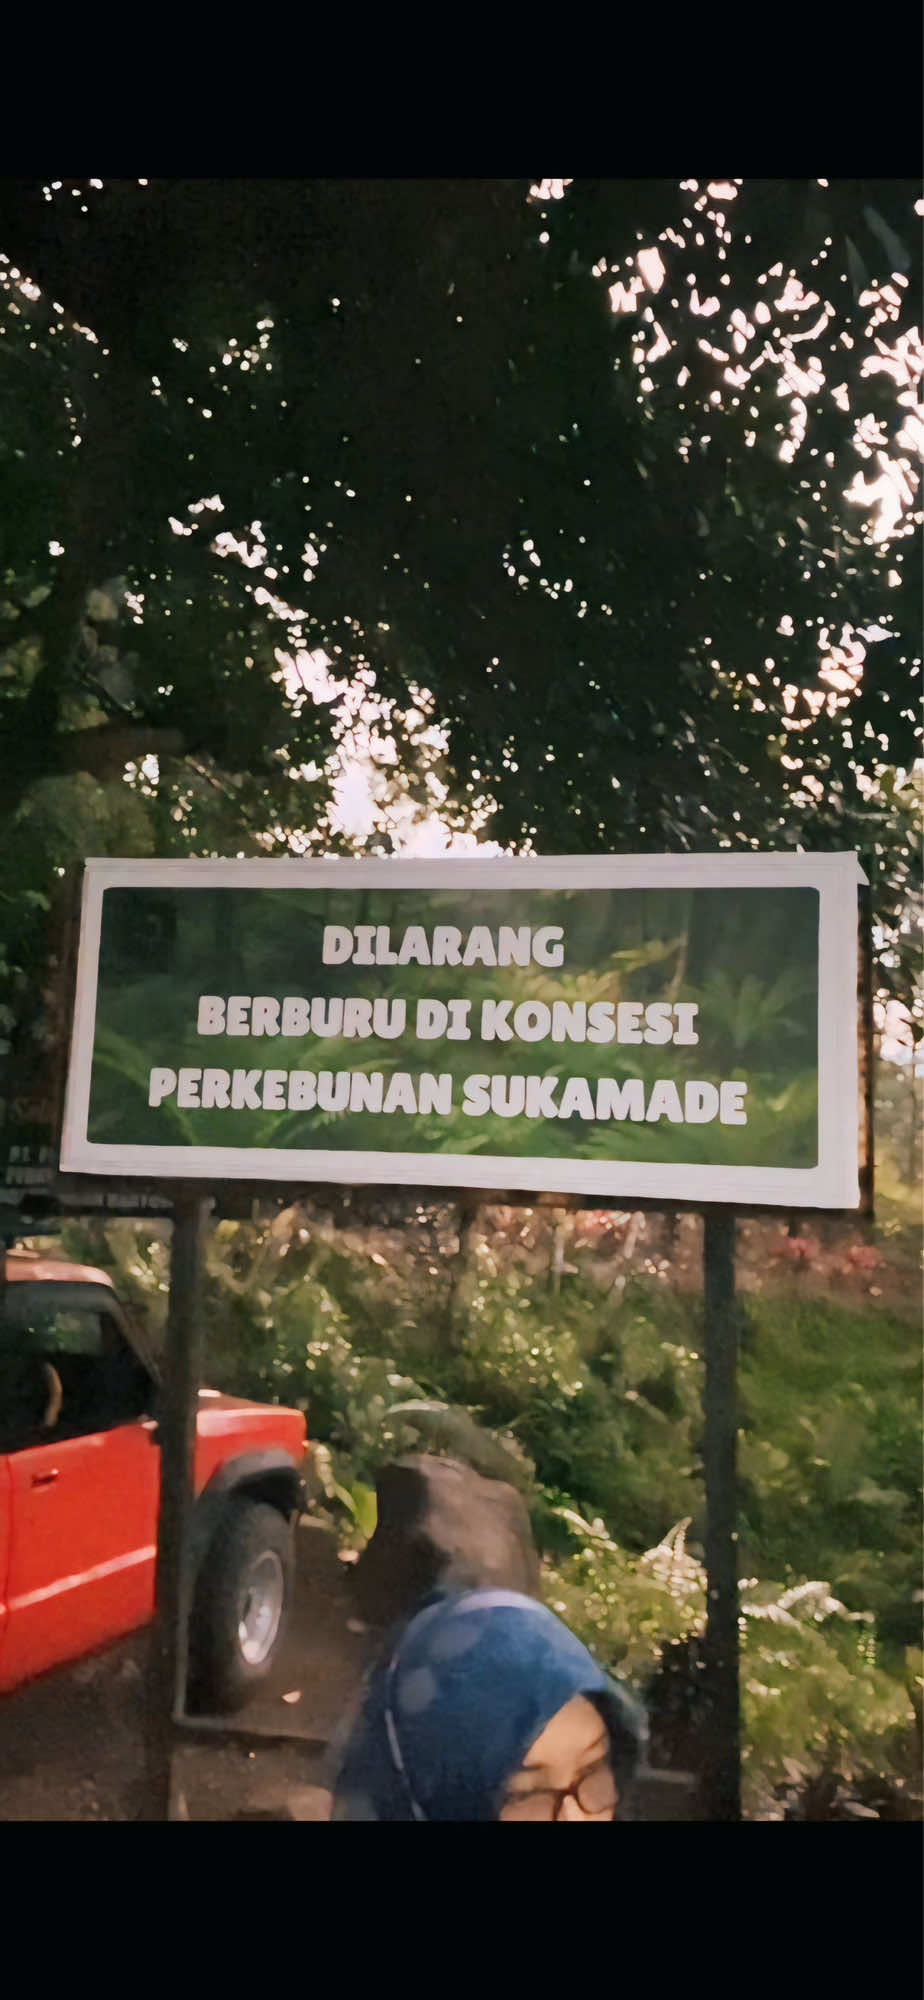 DILARANG
BERBURU DI KONSESI
PERKEBUNAN SUKAMADE